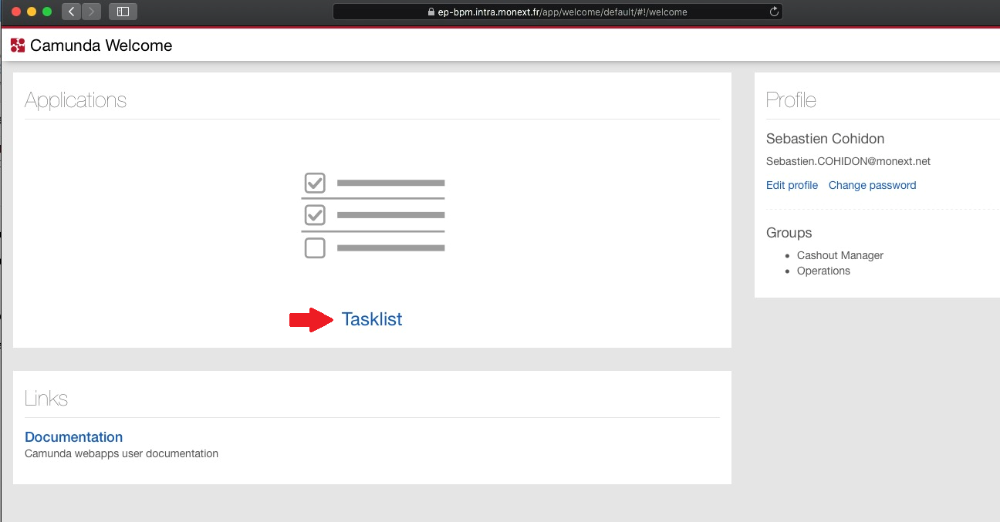 ep-bpm.intra.monext.fr/app/welcome/default/#!/welcome
Camunda Welcome
Applications
Tasklist
Links
Documentation
Camunda webapps user documentation
Profile
Sebastien Cohidon
Sebastien.COHIDON@monext.net
Edit profile Change password
Groups
• Cashout Manager
• Operations